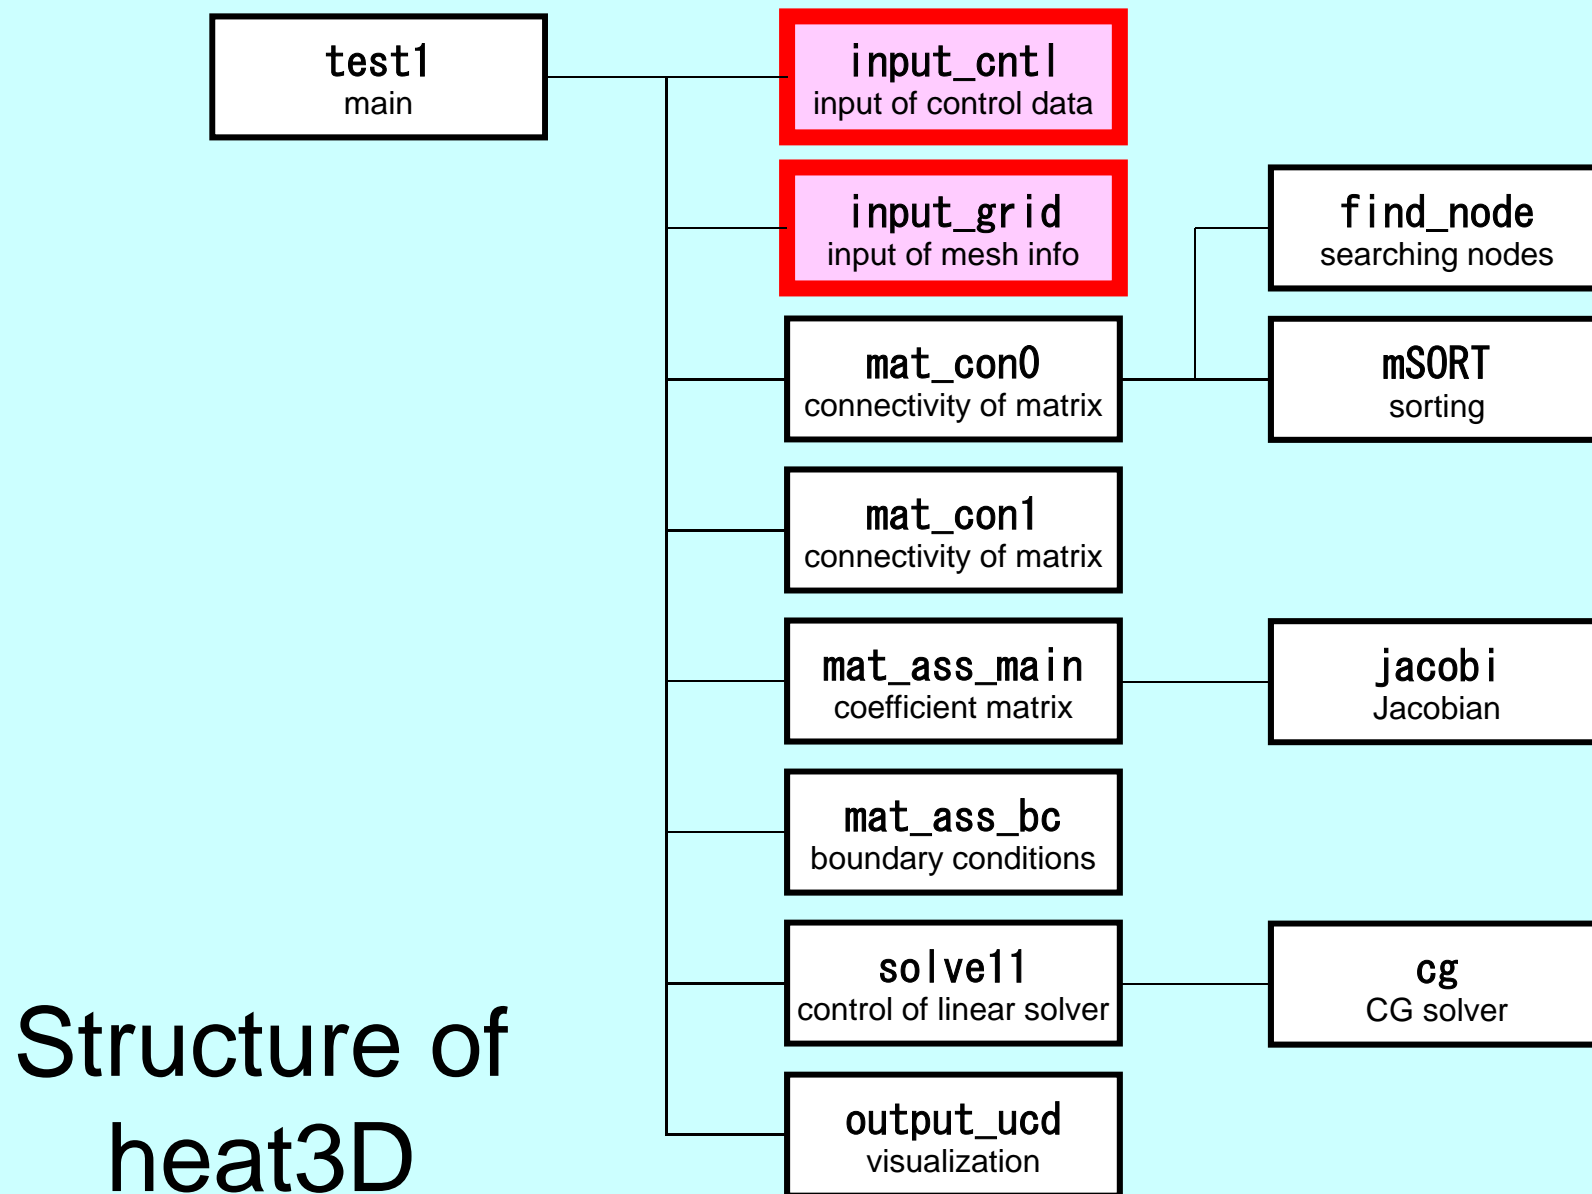 test1
main
input_cntl
input of control data
input_grid
input of mesh info
find_node
searching nodes
mat_con0
connectivity of matrix
mSORT
sorting
mat_con1
connectivity of matrix
mat_ass_main
coefficient matrix
jacobi
Jacobian
mat_ass_bc
boundary conditions
solve11
control of linear solver
cg
CG solver
output_ucd
visualization
Structure of
heat3D